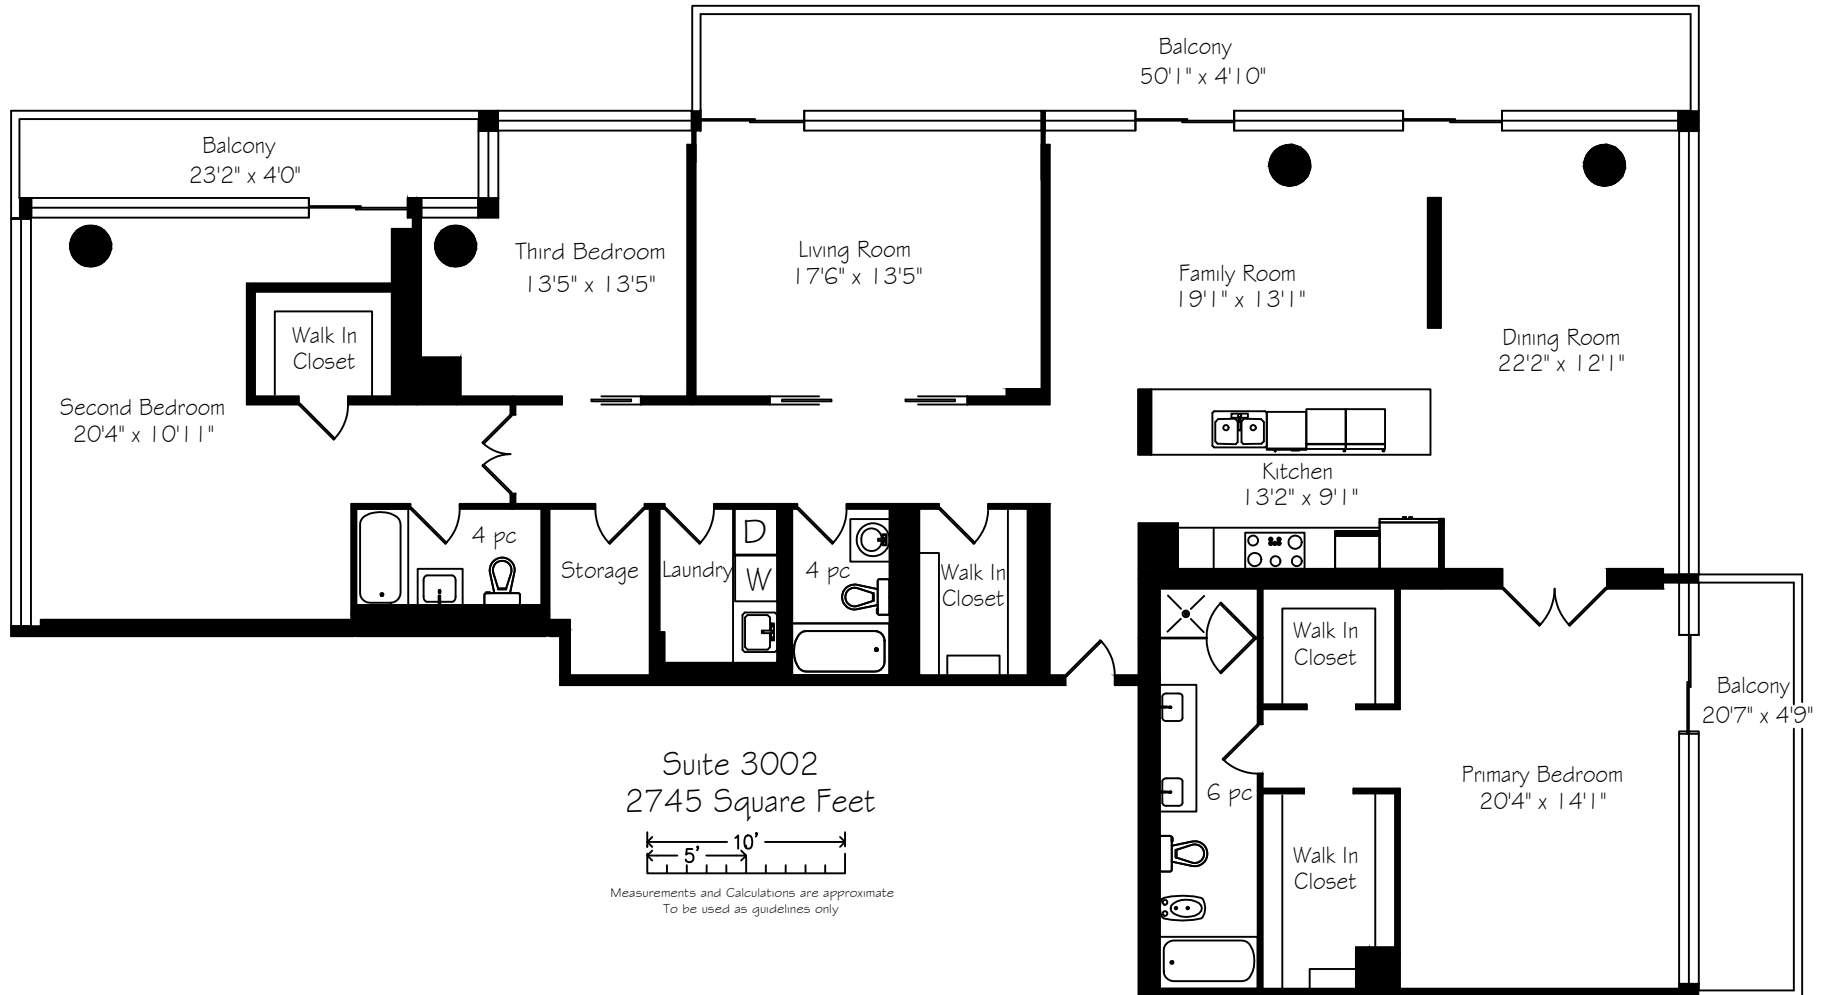 Balcony
50'1" x 4'10"
Balcony
23'2" x 4'0"
Third Bedroom
13'5" x 13'5"
Living Room
17'6" x 13'5"
Family Room
19'1" x 13'1"
Walk In
Closet
Dining Room
22'2" x 12'1"
Second Bedroom
20'4" x 10'11"
Kitchen
13'2" x 9'1"
4 pc
Storage
Laundry
D
W
4 pc
Walk In
Closet
Walk In
Closet
Balcony
20'7" x 4'9"
Primary Bedroom
20'4" x 14'1"
6 pc
Walk In
Closet
Suite 3002
2745 Square Feet
10'
5'
Measurements and Calculations are approximate
To be used as guidelines only